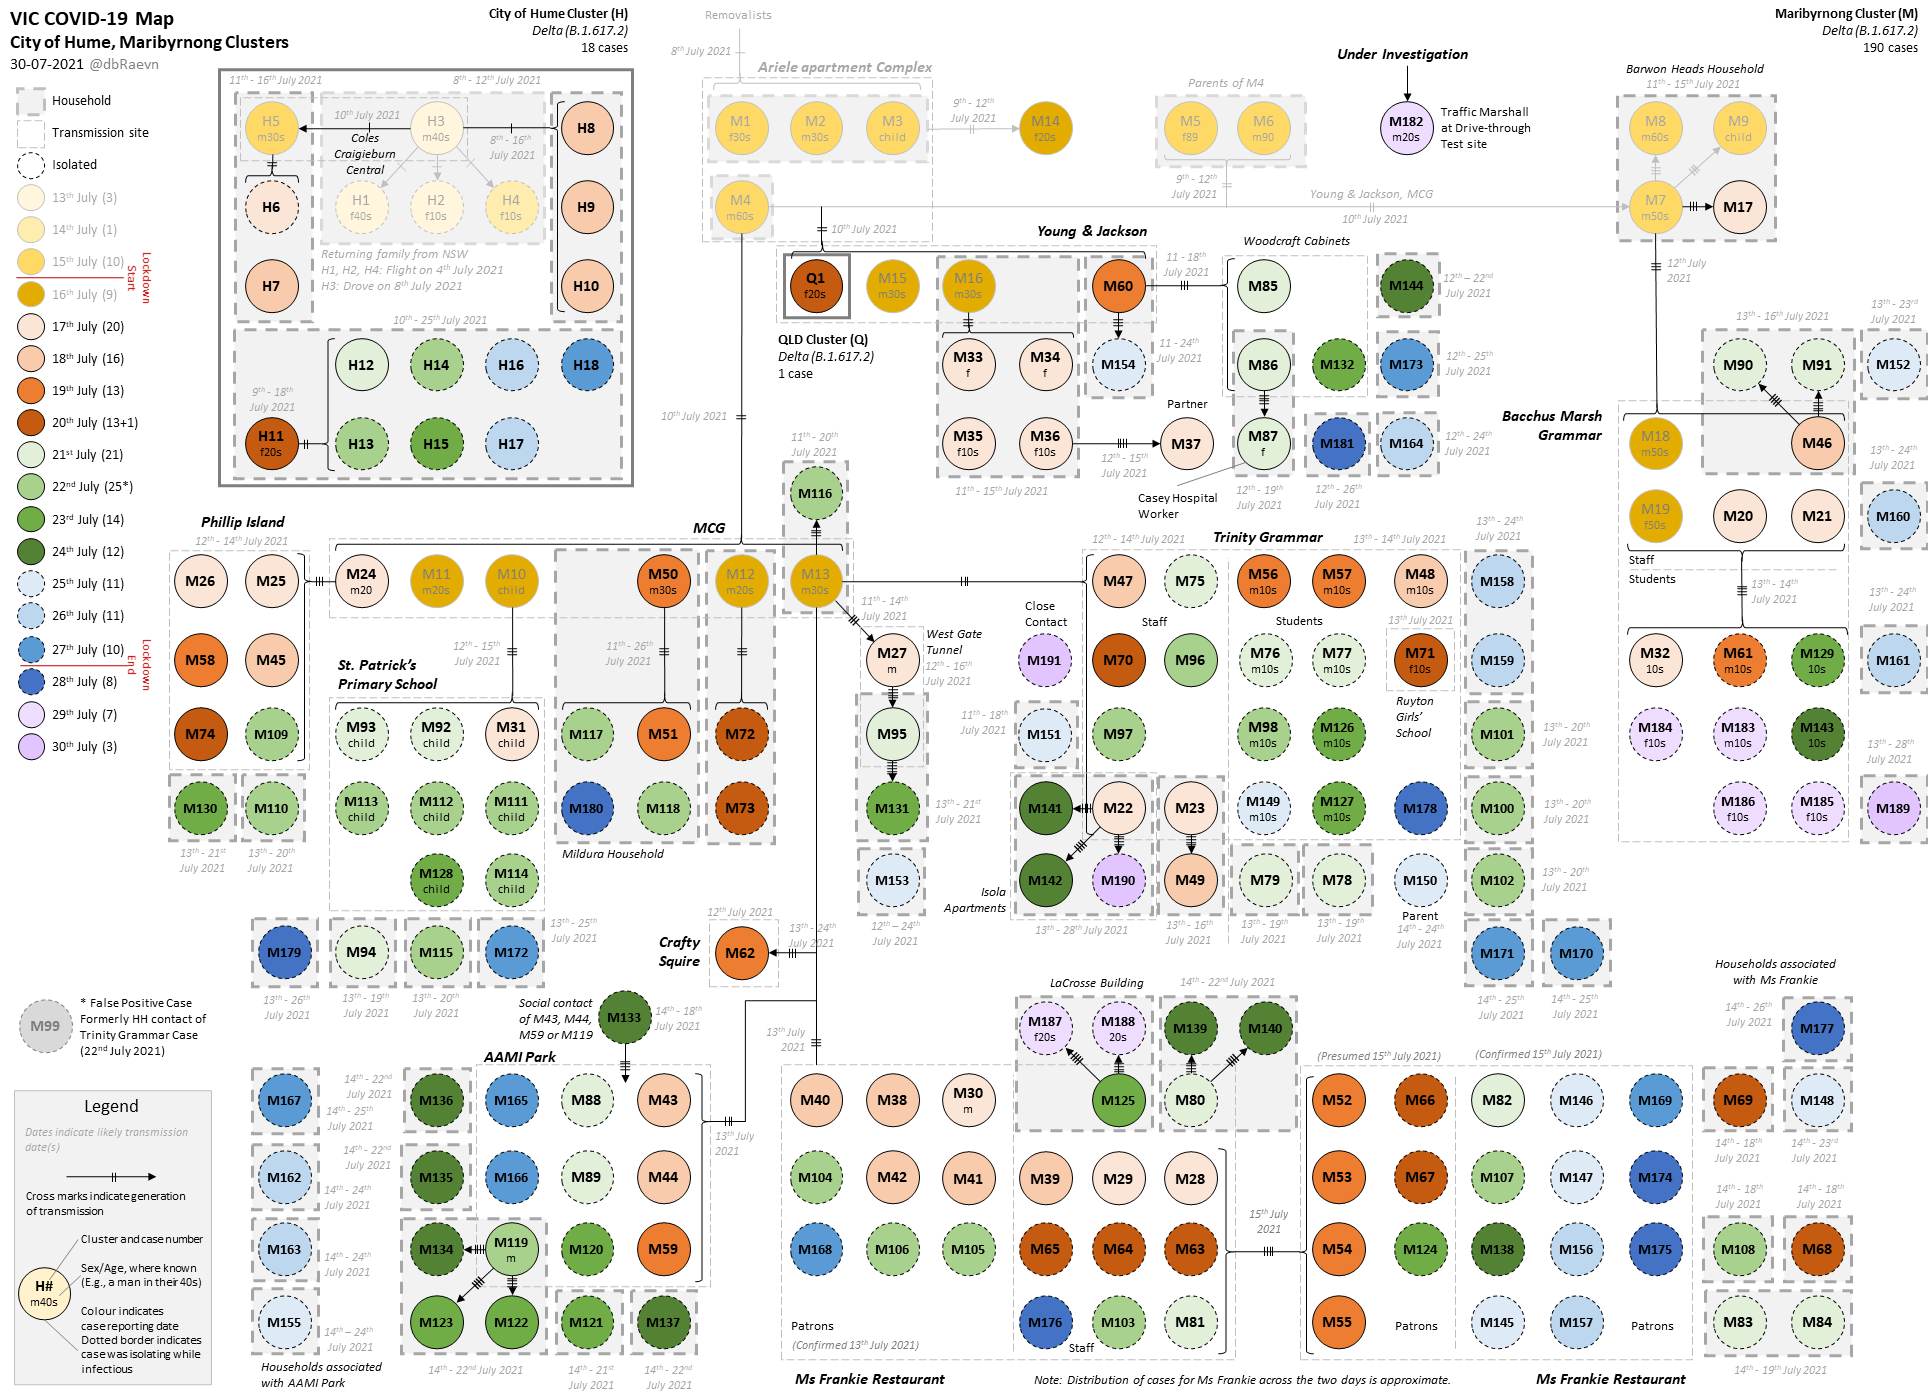 VIC COVID-19 Map
City of Hume, Maribyrnong Clusters
30-07-2021 @dbRaevn
Household
Transmission site
Isolated
13th July (3)
14th July (1)
15th July (10)
Lockdown Start
16th July (9)
17th July (20)
18th July (16)
19th July (13)
20th July (13+1)
21st July (21)
22nd July (25*)
23rd July (14)
24th July (12)
25th July (11)
26th July (11)
27th July (10)
Lockdown End
28th July (8)
29th July (7)
30th July (3)
City of Hume Cluster (H)
Delta (B.1.617.2)
18 cases
11th - 16th July 2021
8th - 12th July 2021
H5
m30s
10th July 2021
H3
m40s
H8
Coles
Craigieburn
Central
8th - 16th
July 2021
H6
H1
f40s
H2
f10s
H4
f10s
H9
Returning family from NSW
H1, H2, H4: Flight on 4th July 2021
H3: Drove on 8th July 2021
H7
H10
10th - 25th July 2021
H12
H14
H16
H18
9th - 18th
July 2021
H11
f20s
H13
H15
H17
Removalists
8th July 2021
Ariele apartment Complex
M1
f30s
M2
m30s
M3
child
9th - 12th
July 2021
M14
f20s
M4
m60s
Parents of M4
M5
f89
M6
m90
9th - 12th
July 2021
Under Investigation
M182
m20s
Traffic Marshall
at Drive-through
Test site
Maribyrnong Cluster (M)
Delta (B.1.617.2)
190 cases
Barwon Heads Household
11th - 15th July 2021
M8
m60s
M9
child
Young & Jackson, MCG
10th July 2021
M7
m50s
M17
12th July
2021
10th July 2021
Young & Jackson
Q1
f20s
M15
m30s
M16
m30s
M60
11 - 18th
July 2021
QLD Cluster (Q)
Delta (B.1.617.2)
1 case
M33
f
M34
f
M154
11 - 24th
July 2021
M35
f10s
M36
f10s
Partner
M37
12th - 15th
July 2021
11th - 15th July 2021
Woodcraft Cabinets
M85
M144
12th – 22nd
July 2021
M86
M132
M173
12th - 25th
July 2021
M87
f
M181
M164
12th - 24th
July 2021
Casey Hospital
Worker
12th - 19th
July 2021
12th - 26th
July 2021
Bacchus Marsh
Grammar
13th - 16th July 2021
13th - 23rd
July 2021
M90
M91
M152
M18
m50s
M46
13th - 24th
July 2021
M19
f50s
M20
M21
M160
Staff
Students
13th - 14th
July 2021
13th - 24th
July 2021
M32
10s
M61
m10s
M129
10s
M161
M184
f10s
M183
m10s
M143
10s
13th - 28th
July 2021
M186
f10s
M185
f10s
M189
10th July 2021
MCG
11th - 20th
July 2021
M116
Phillip Island
12th - 14th July 2021
M26
M25
M24
m20
M11
m20s
M10
child
M50
m30s
M12
m20s
M13
m30s
M58
M45
M74
M109
M130
M110
13th - 21st
July 2021
13th - 20th
July 2021
St. Patrick's
Primary School
12th - 15th
July 2021
M93
child
M92
child
M31
child
M113
child
M112
child
M111
child
M128
child
M114
child
M179
M94
M115
M172
13th - 25th
July 2021
13th - 26th
July 2021
13th - 19th
July 2021
13th - 20th
July 2021
11th - 26th
July 2021
M117
M51
M180
M118
Mildura Household
M72
M73
11th - 14th
July 2021
M27
m
West Gate
Tunnel
12th - 16th
July 2021
M95
M131
13th - 21st
July 2021
M153
12th – 24th
July 2021
Close
Contact
M191
11th - 18th
July 2021
M151
Trinity Grammar
12th - 14th July 2021
13th - 14th July 2021
M47
M75
M56
m10s
M57
m10s
M48
m10s
Staff
Students
13th July 2021
M70
M96
M76
m10s
M77
m10s
M71
f10s
Ruyton
Girls'
School
M97
M98
m10s
M126
m10s
M141
M22
M23
M149
m10s
M127
m10s
M178
M142
M190
M49
M79
M78
M150
Parent
14th - 24th
July 2021
Isola
Apartments
13th - 28th July 2021
13th - 16th
July 2021
13th - 19th
July 2021
13th - 19th
July 2021
13th - 24th
July 2021
M158
M159
M101
13th - 20th
July 2021
M100
13th - 20th
July 2021
M102
13th - 20th
July 2021
M171
M170
14th - 25th
July 2021
14th - 25th
July 2021
12th July 2021
Crafty
Squire
M62
13th - 24th
July 2021
13th July
2021
M99
* False Positive Case
Formerly HH contact of
Trinity Grammar Case
(22nd July 2021)
Legend
Dates indicate likely transmission
date(s)
Cross marks indicate generation
of transmission
Cluster and case number
Sex/Age, where known
(E.g., a man in their 40s)
H#
m40s
Colour indicates
case reporting date
Dotted border indicates
case was isolating while
infectious
Social contact
of M43, M44,
M59 or M119
M133
14th - 18th
July 2021
AAMI Park
M167
14th - 22nd
July 2021
14th - 25th
July 2021
M136
M165
M88
M43
13th July
2021
M162
14th - 22nd
July 2021
14th - 24th
July 2021
M135
M166
M89
M44
M163
14th - 24th
July 2021
M134
M119
m
M120
M59
M155
14th – 24th
July 2021
M123
M122
M121
M137
Households associated
with AAMI Park
14th - 22nd July 2021
14th - 21st
July 2021
14th - 22nd
July 2021
LaCrosse Building
14th - 22nd July 2021
M187
f20s
M188
20s
M139
M140
M40
M38
M30
m
M125
M80
M104
M42
M41
M39
M29
M28
M168
M106
M105
M65
M64
M63
M176
M103
M81
Patrons
(Confirmed 13th July 2021)
Staff
15th July
2021
Ms Frankie Restaurant
(Presumed 15th July 2021)
(Confirmed 15th July 2021)
M52
M66
M82
M146
M169
M53
M67
M107
M147
M174
M54
M124
M138
M156
M175
M55
Patrons
M145
M157
Patrons
Note: Distribution of cases for Ms Frankie across the two days is approximate.
Ms Frankie Restaurant
Households associated
with Ms Frankie
14th - 26th
July 2021
M177
M69
M148
14th - 18th
July 2021
14th - 23rd
July 2021
14th - 18th
July 2021
14th - 18th
July 2021
M108
M68
M83
M84
14th - 19th July 2021